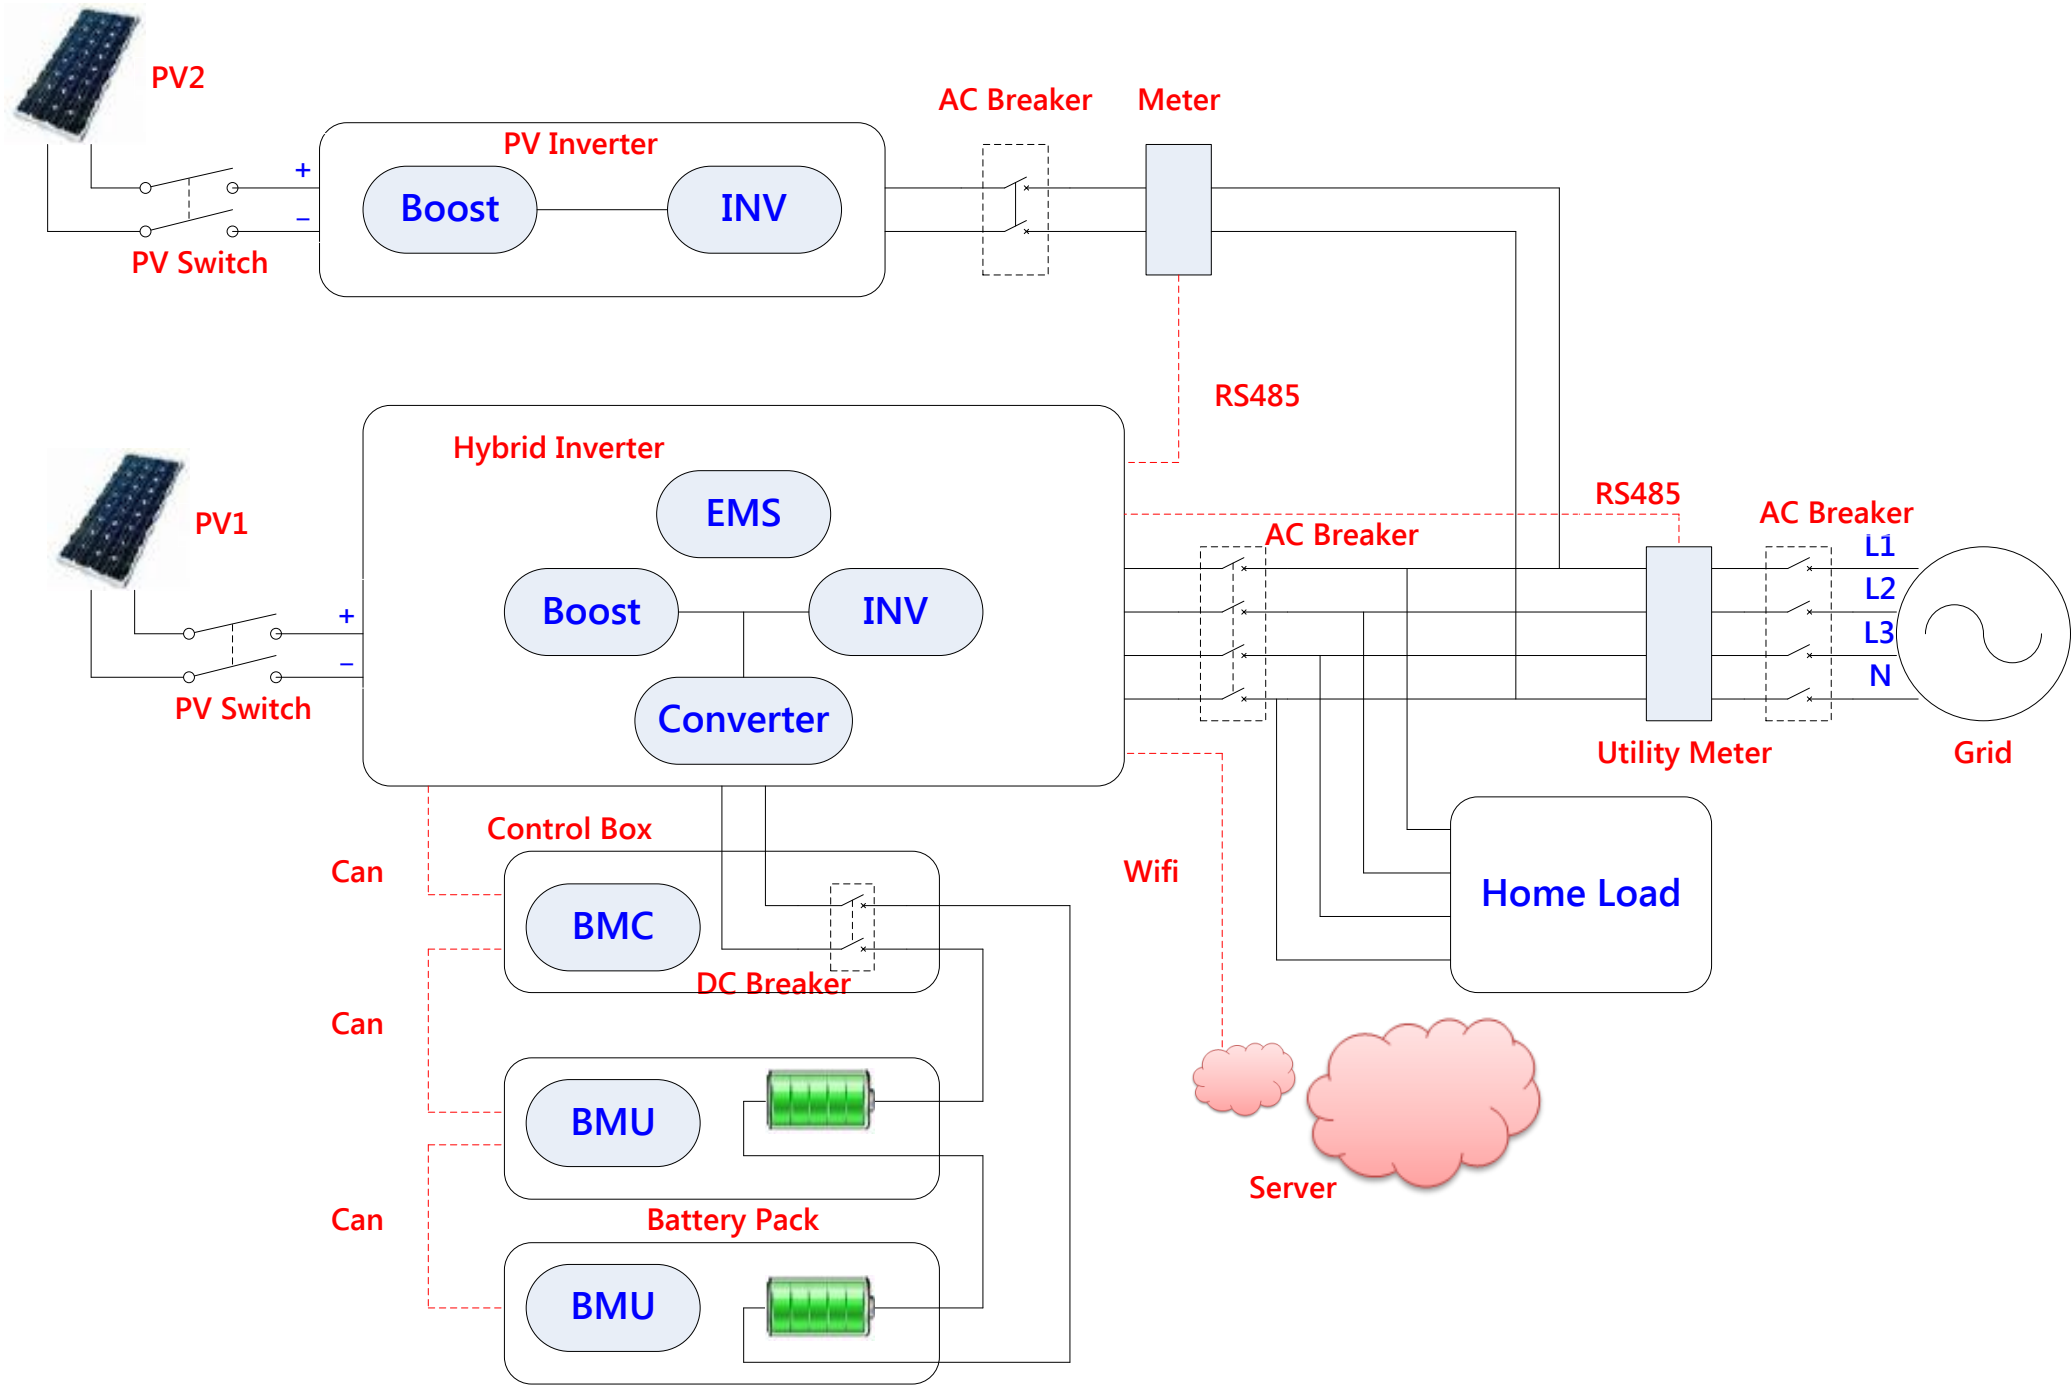 PV2
AC Breaker
Meter
PV Inverter
+
Boost
INV
−
PV Switch
RS485
Hybrid Inverter
RS485
EMS
PV1
AC Breaker
AC Breaker
L1
L2
+
Boost
INV
L3
−
N
PV Switch
Converter
Utility Meter
Grid
Control Box
Can
Wifi
Home Load
BMC
DC Breaker
Can
BMU
Server
Can
Battery Pack
BMU